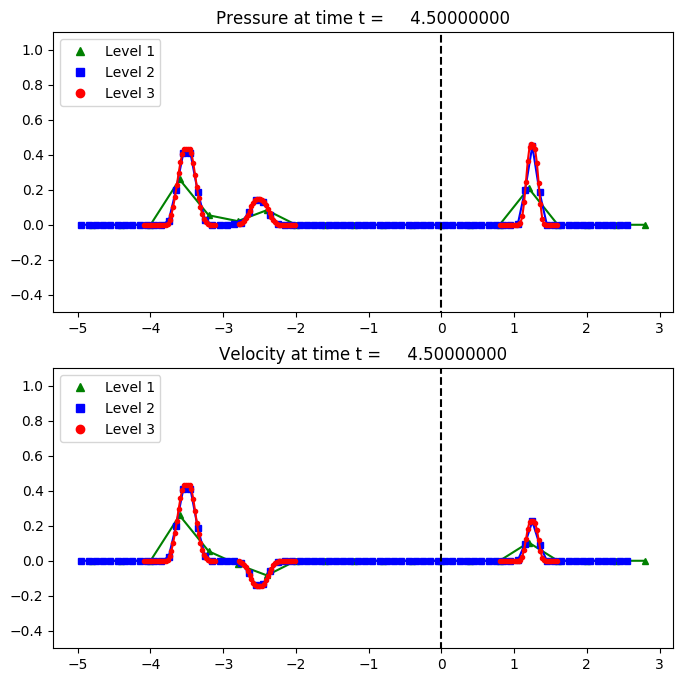 Pressure at time t =     4.50000000
1.0
0.8
0.6
0.4
0.2
0.0
−0.2
−0.4
Level 1
Level 2
Level 3
−5 −4 −3 −2 −1 0 1 2 3
Velocity at time t =     4.50000000
1.0
0.8
0.6
0.4
0.2
0.0
−0.2
−0.4
Level 1
Level 2
Level 3
−5 −4 −3 −2 −1 0 1 2 3